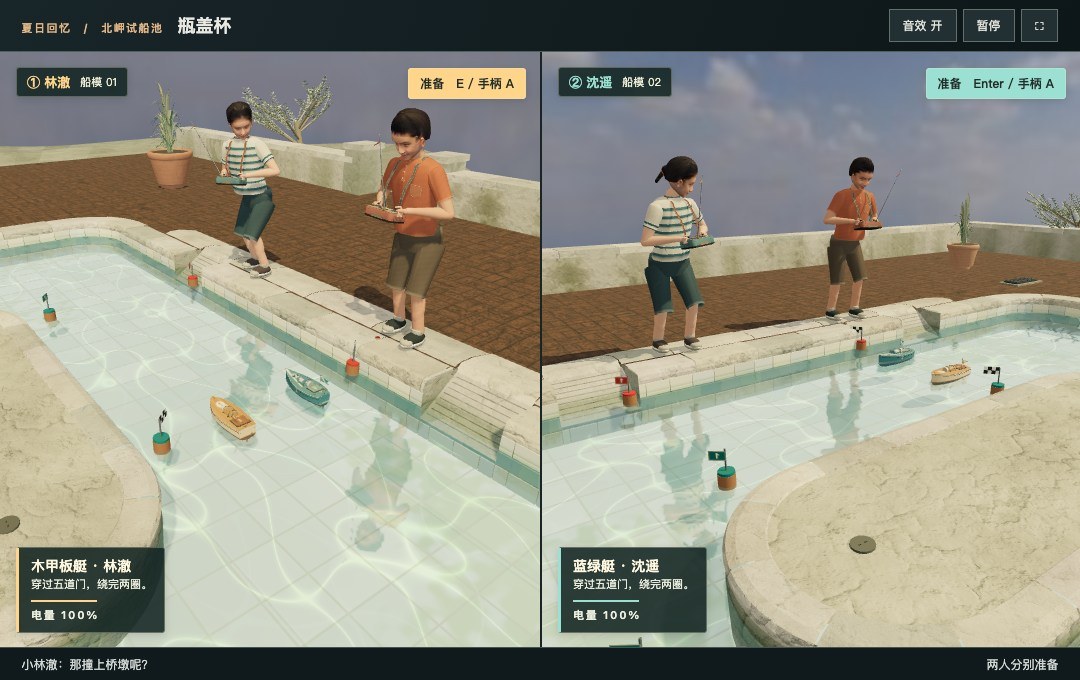 夏日回忆 / 北岬试船池 瓶盖杯
音效 开 暂停
① 林澈 船模 01
准备 E / 手柄 A
② 沈遥 船模 02
准备 Enter / 手柄 A
木甲板艇 · 林澈
穿过五道门，绕完两圈。
电量 100%
蓝绿艇 · 沈遥
穿过五道门，绕完两圈。
电量 100%
小林澈：那撞上桥墩呢？
两人分别准备